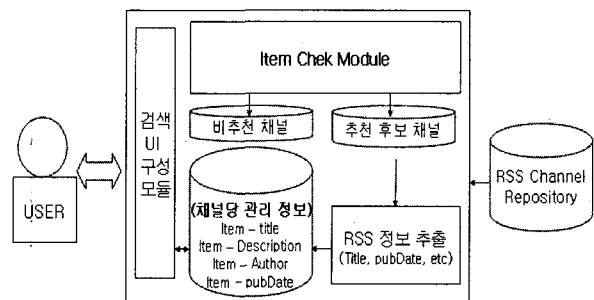 Item Chek Module
비추천 채널
추천 후보 채널
검색
UI
구성
모듈
USER
(채널당 관리 정보)
Item – title
Item – Description
Item – Author
Item – pubDate
RSS 정보 추출
(Title, pubDate, etc)
RSS Channel
Repository